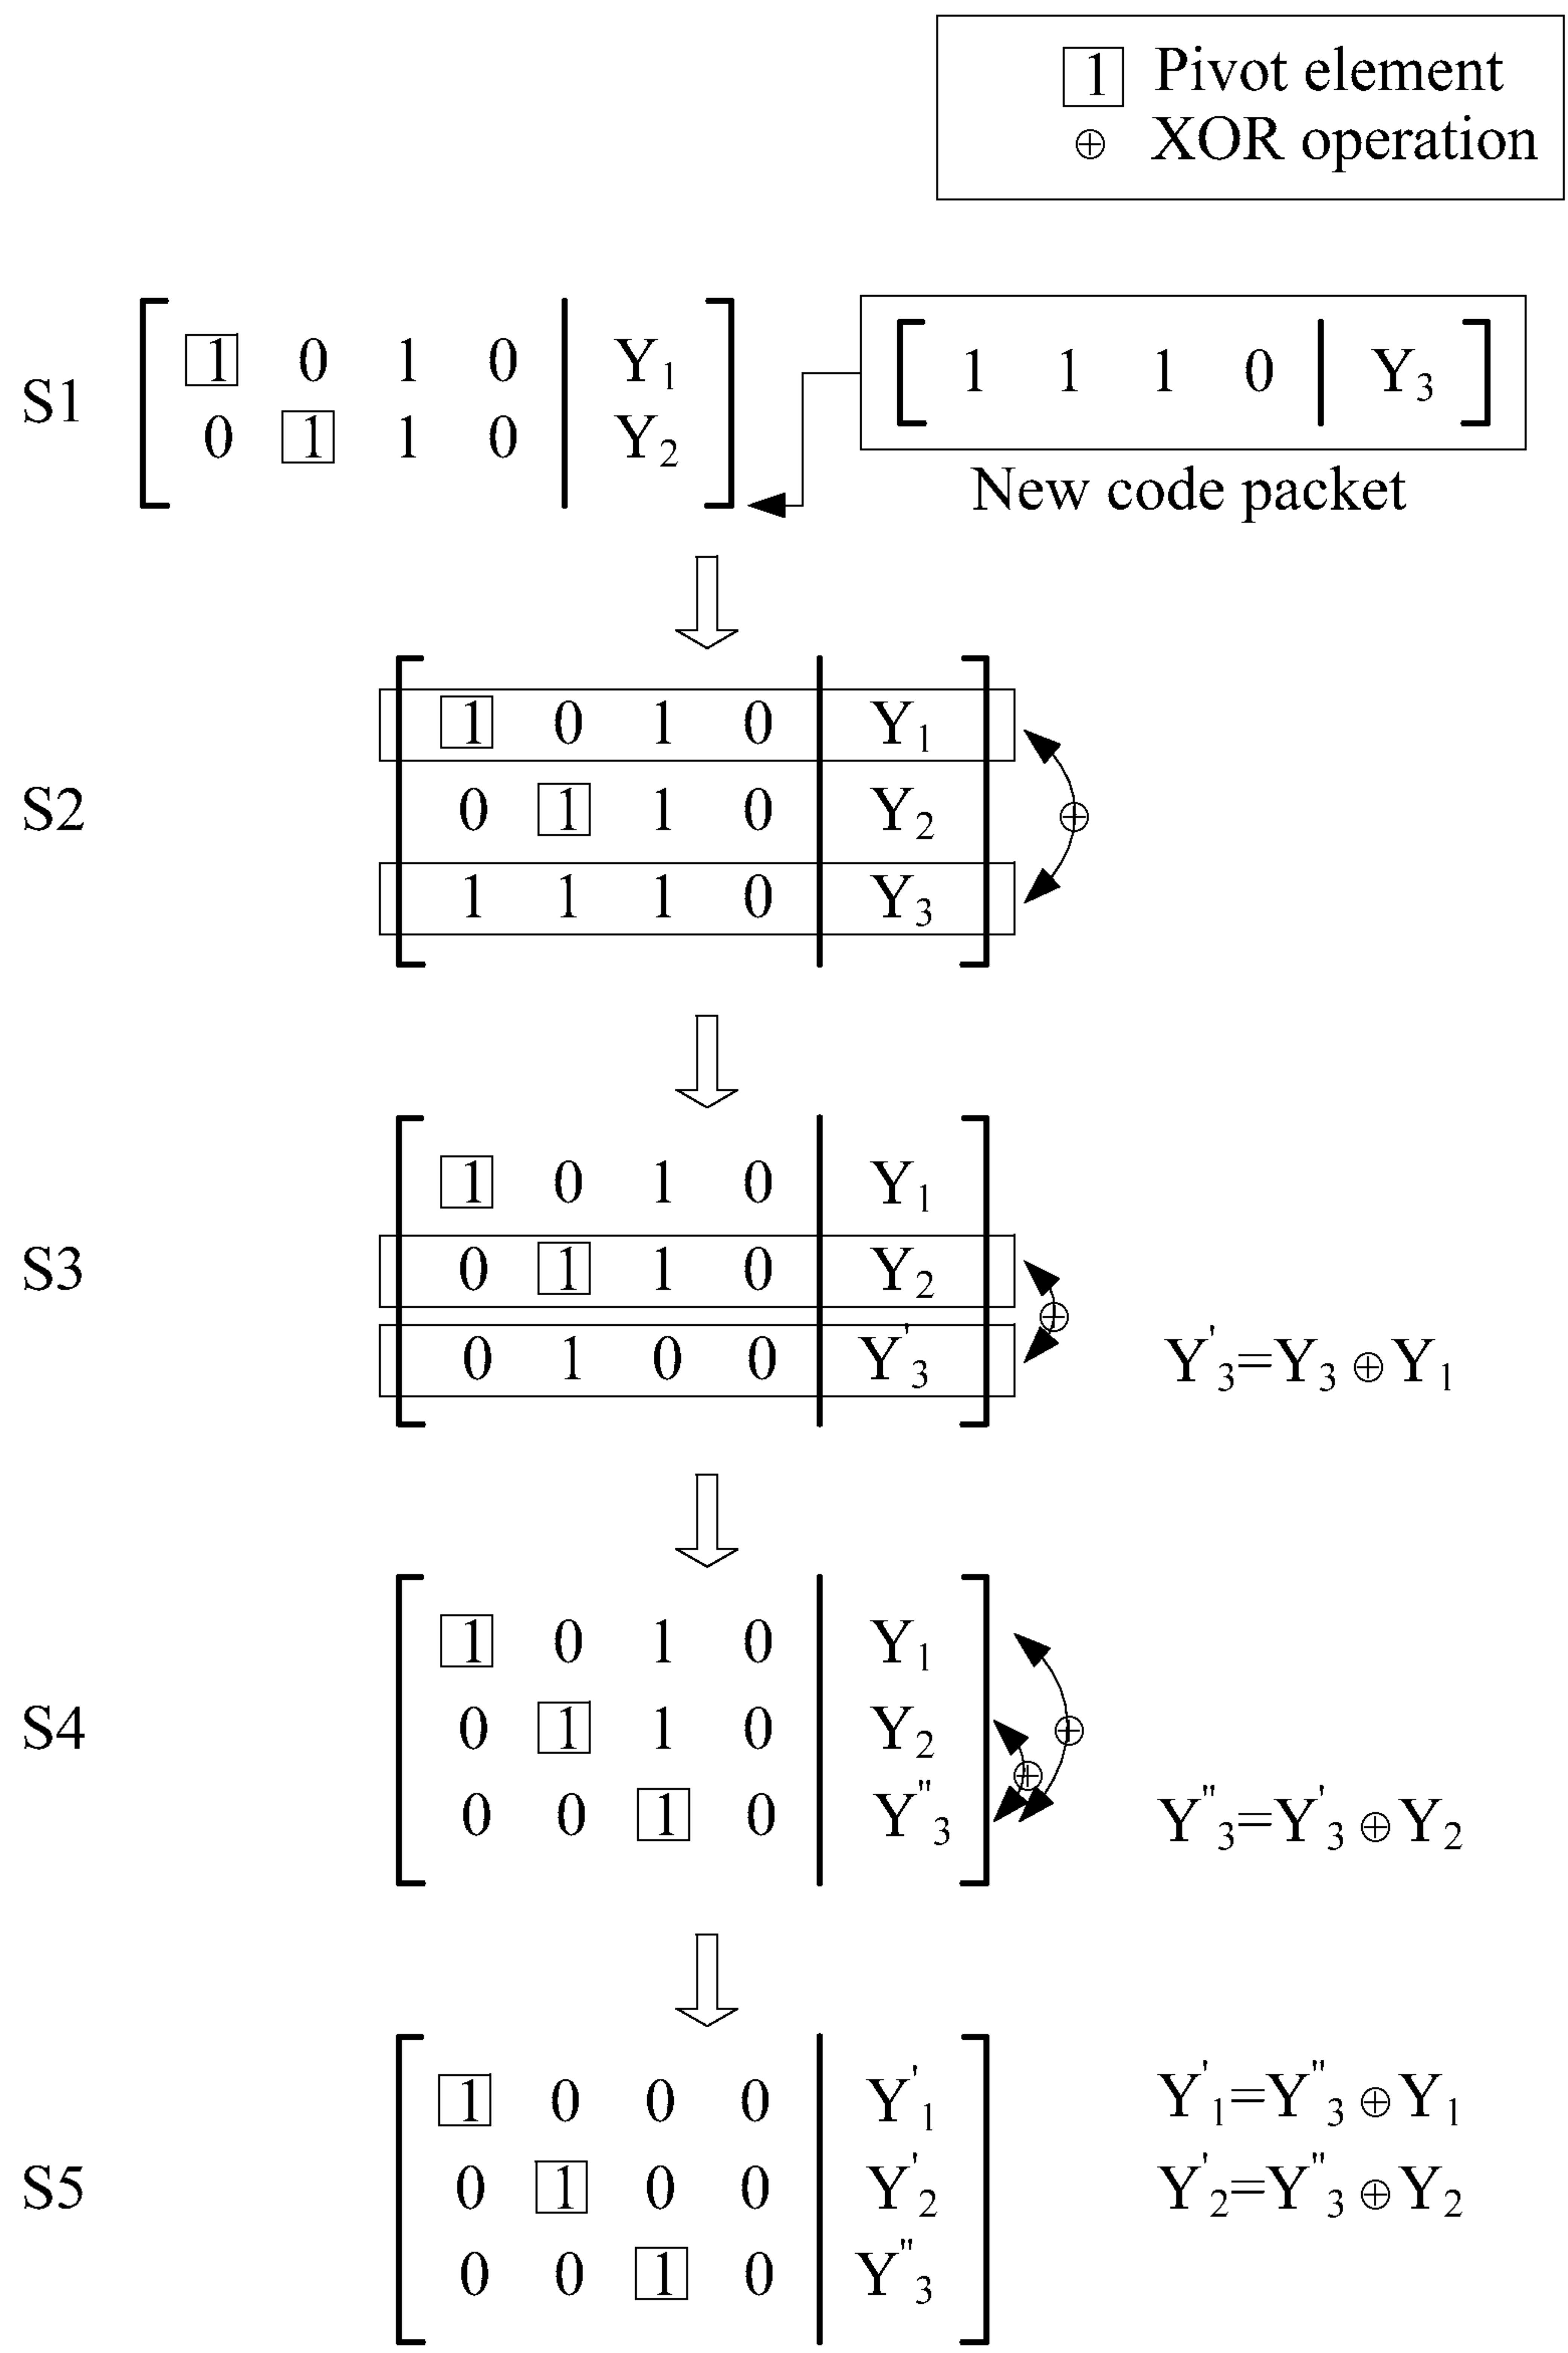 1 Pivot element
⊕ XOR operation
S1
1 0 1 0 Y1
0 1 1 0 Y2
1 1 1 0 Y3
New code packet
S2
1 0 1 0 Y1
0 1 1 0 Y2
1 1 1 0 Y3
⊕
S3
1 0 1 0 Y1
0 1 1 0 Y2
0 1 0 0 Y'3
⊕
Y'3=Y3⊕Y1
S4
1 0 1 0 Y1
0 1 1 0 Y2
0 0 1 0 Y"3
⊕
⊕
Y"3=Y'3⊕Y2
S5
1 0 0 0 Y'1
0 1 0 0 Y'2
0 0 1 0 Y"3
Y'1=Y"3⊕Y1
Y'2=Y"3⊕Y2